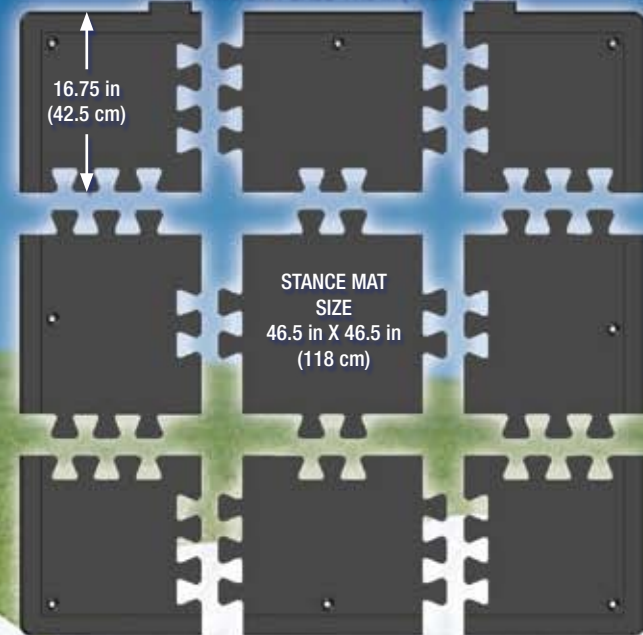 16.75 in
(42.5 cm)
STANCE MAT
SIZE
46.5 in X 46.5 in
(118 cm)